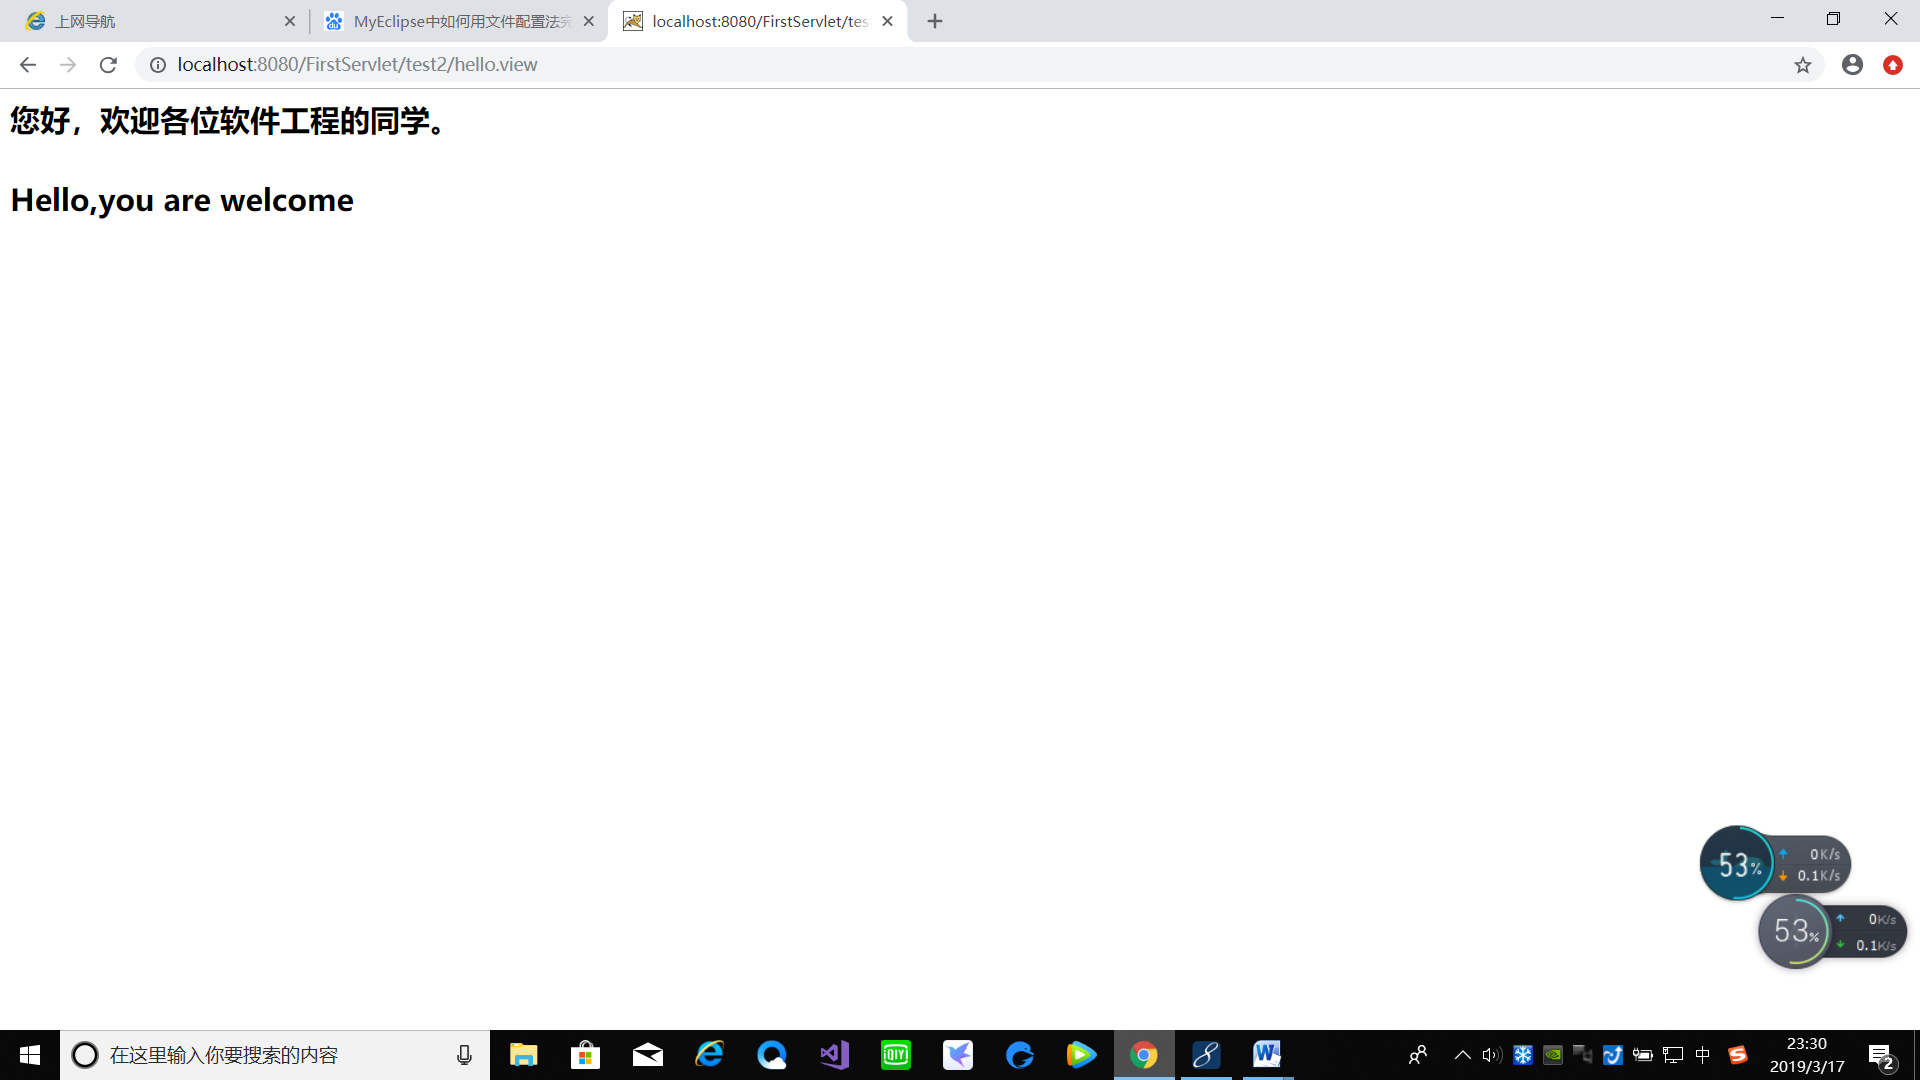 上网导航
MyEclipse中如何用文件配置法完
localhost:8080/FirstServlet/tes
localhost:8080/FirstServlet/test2/hello.view
您好，欢迎各位软件工程的同学。
Hello,you are welcome
53%
0K/s
0.1K/s
53%
0K/s
0.1K/s
在这里输入你要搜索的内容
iQIYI
中
23:30
2019/3/17
2